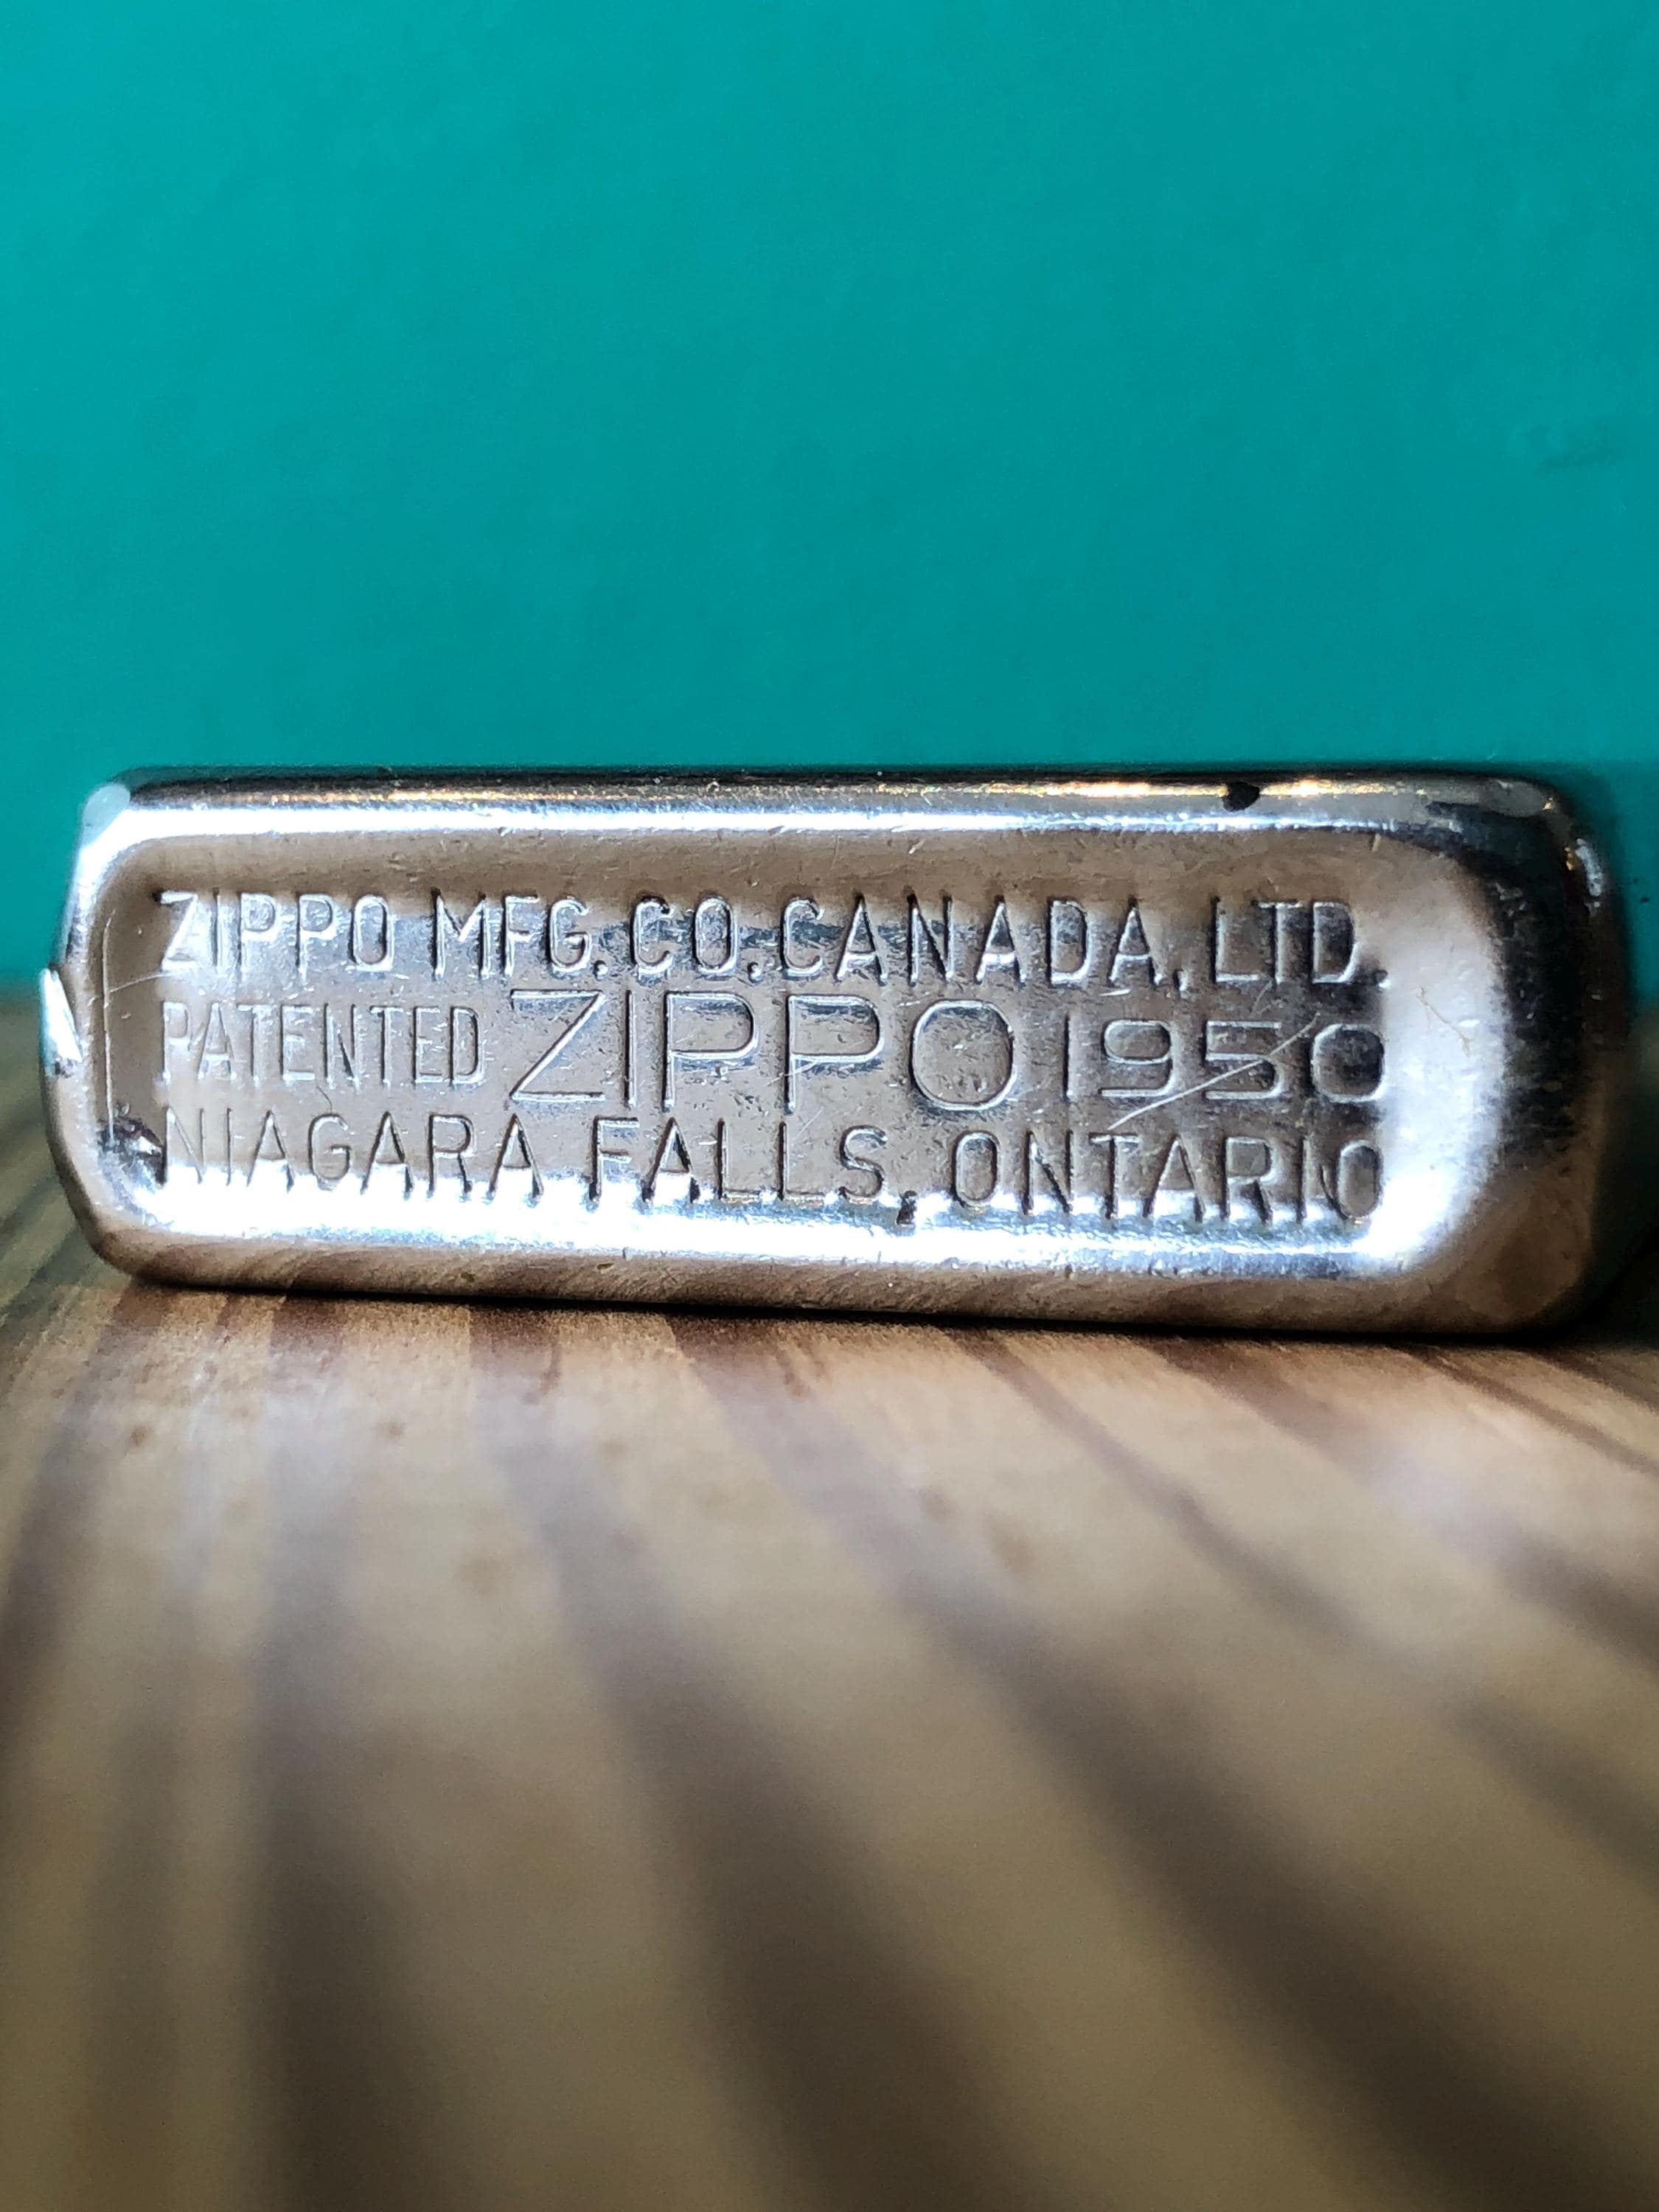 ZIPPO MFG.CO.CANADA, LTD.
PATENTED ZIPPO 1950
NIAGARA FALLS, ONTARIO